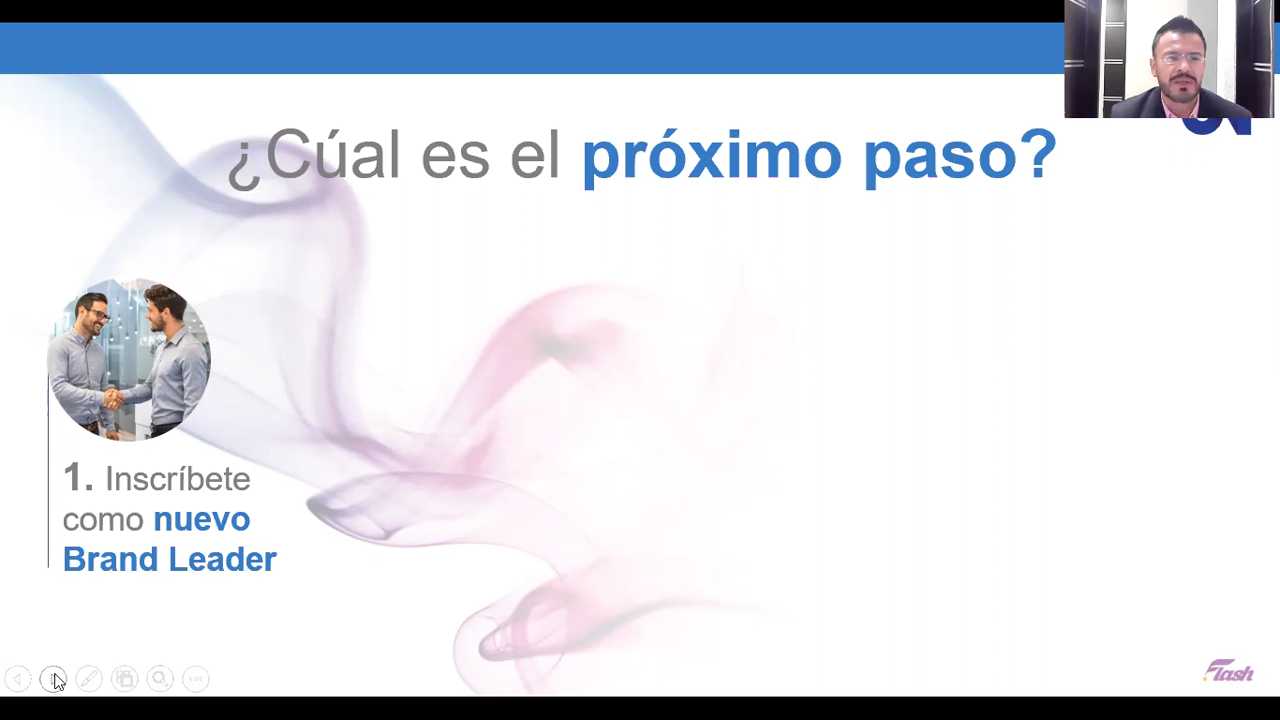 ¿Cúal es el próximo paso?
1. Inscríbete
como nuevo
Brand Leader
Flash